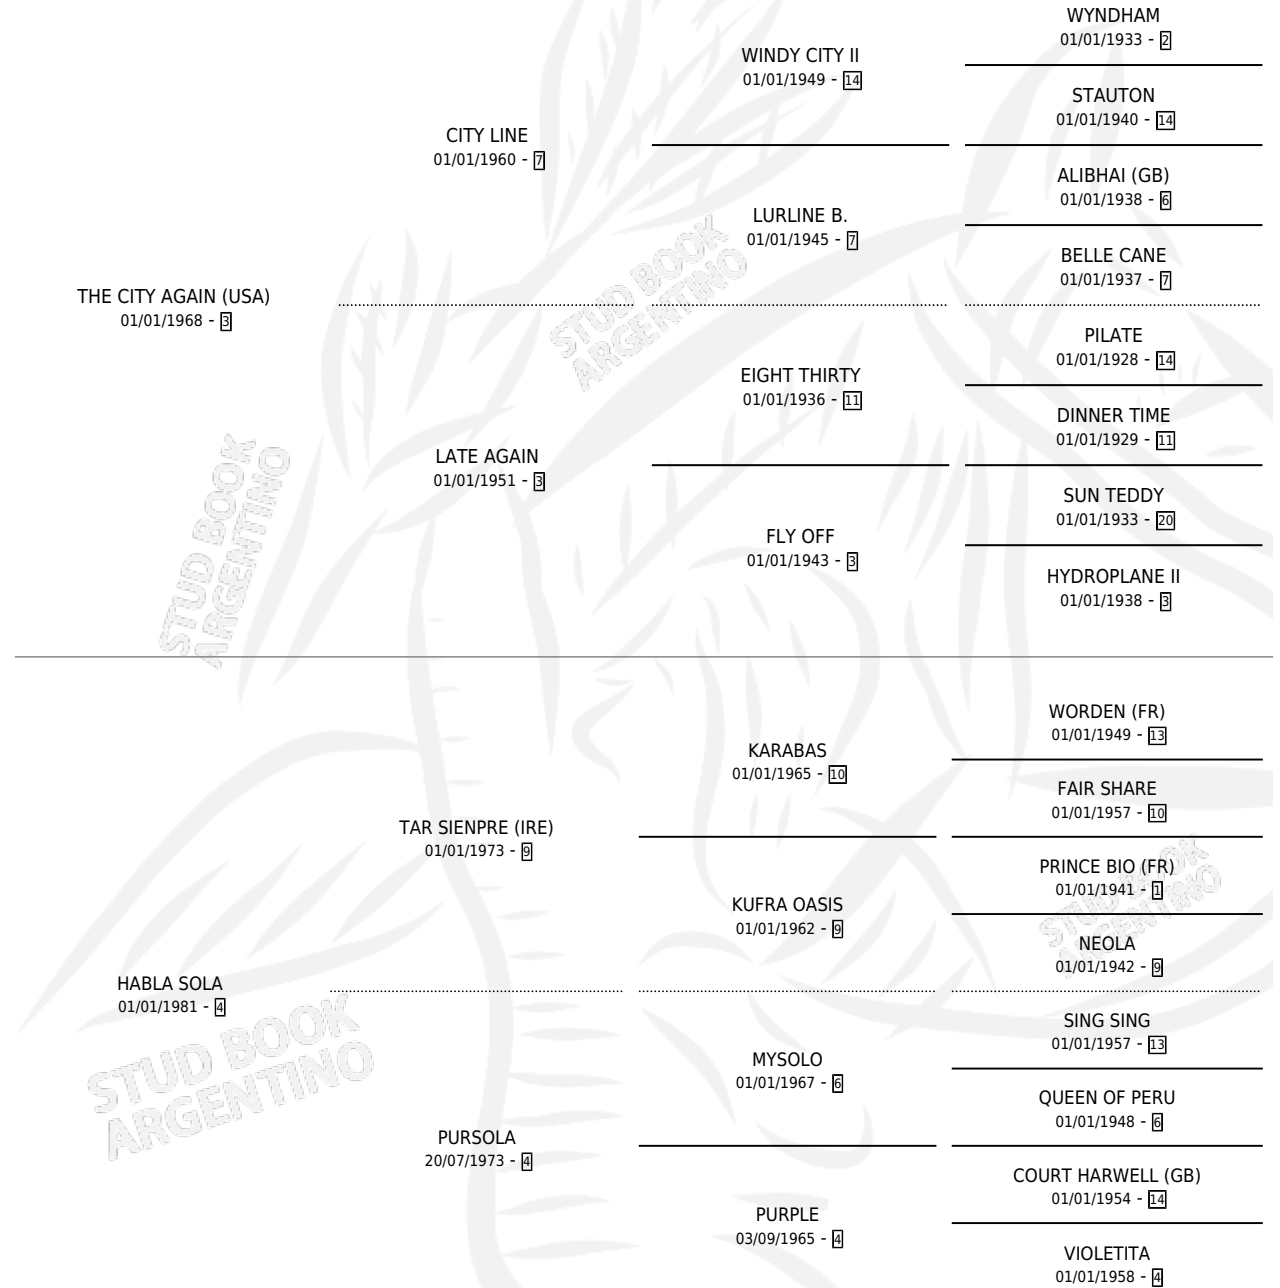 WYNDHAM
01/01/1933 - 2
WINDY CITY II
01/01/1949 - 14
STAUTON
01/01/1940 - 14
CITY LINE
01/01/1960 - 7
ALIBHAI (GB)
01/01/1938 - 6
LURLINE B.
01/01/1945 - 7
BELLE CANE
01/01/1937 - 7
THE CITY AGAIN (USA)
01/01/1968 - 3
PILATE
01/01/1928 - 14
EIGHT THIRTY
01/01/1936 - 11
DINNER TIME
01/01/1929 - 11
LATE AGAIN
01/01/1951 - 3
SUN TEDDY
01/01/1933 - 20
FLY OFF
01/01/1943 - 3
HYDROPLANE II
01/01/1938 - 3
WORDEN (FR)
01/01/1949 - 13
KARABAS
01/01/1965 - 10
FAIR SHARE
01/01/1957 - 10
TAR SIENPRE (IRE)
01/01/1973 - 9
PRINCE BIO (FR)
01/01/1941 - 1
KUFRA OASIS
01/01/1962 - 9
NEOLA
01/01/1942 - 9
HABLA SOLA
01/01/1981 - 4
SING SING
01/01/1957 - 13
MYSOLO
01/01/1967 - 6
QUEEN OF PERU
01/01/1948 - 6
PURSOLA
20/07/1973 - 4
COURT HARWELL (GB)
01/01/1954 - 14
PURPLE
03/09/1965 - 4
VIOLETITA
01/01/1958 - 4
STUD BOOK
ARGENTINO
STUD BOOK
ARGENTINO
STUD BOOK
ARGENTINO
STUD BOOK
ARGENTINO